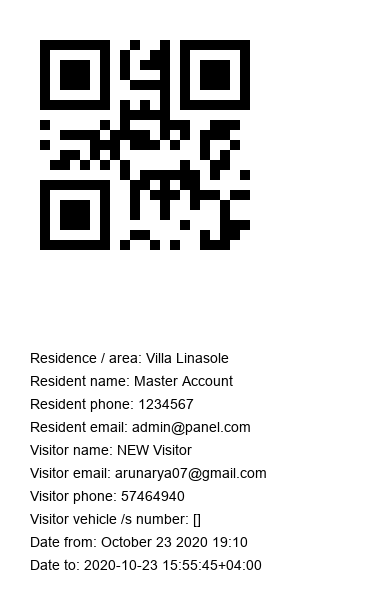 Residence / area: Villa Linasole
Resident name: Master Account
Resident phone: 1234567
Resident email: admin@panel.com
Visitor name: NEW Visitor
Visitor email: arunarya07@gmail.com
Visitor phone: 57464940
Visitor vehicle /s number: []
Date from: October 23 2020 19:10
Date to: 2020-10-23 15:55:45+04:00